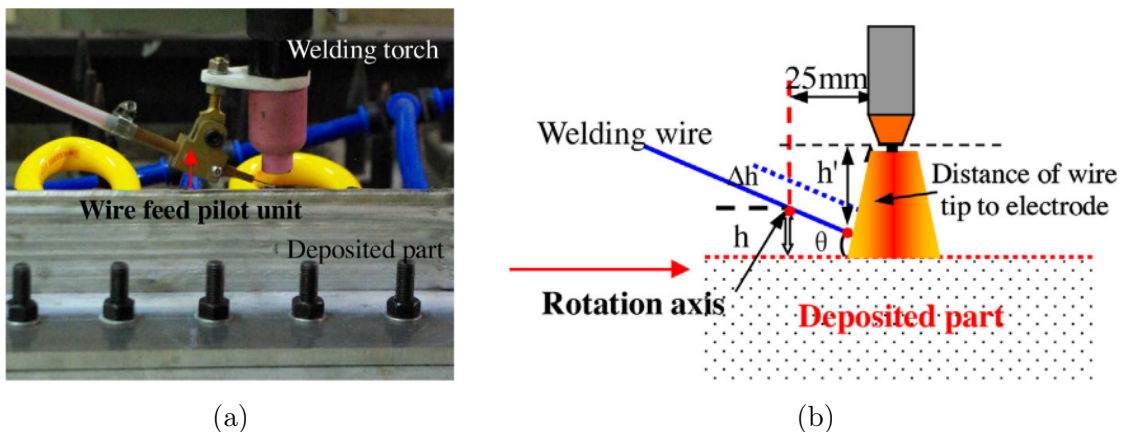 Welding torch
Wire feed pilot unit
Deposited part
(a)
25mm
Welding wire
Δh
h'
Distance of wire
tip to electrode
h
θ
Rotation axis
Deposited part
(b)